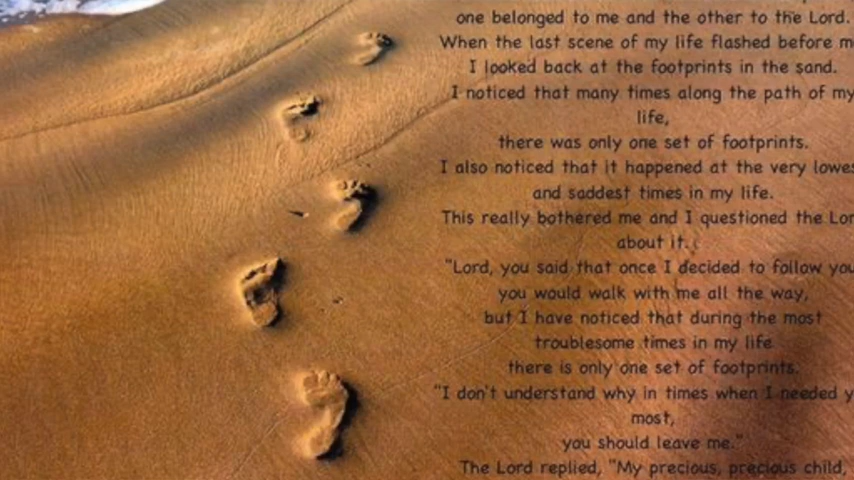 one belonged to me and the other to the Lord.
When the last scene of my life flashed before m
I looked back at the footprints in the sand.
I noticed that many times along the path of my
life,
there was only one set of footprints.
I also noticed that it happened at the very lowes
and saddest times in my life.
This really bothered me and I questioned the Lor
about it.
"Lord, you said that once I decided to follow you
you would walk with me all the way,
but I have noticed that during the most
troublesome times in my life
there is only one set of footprints.
"I don't understand why in times when I needed y
most,
you should leave me."
The Lord replied, "My precious, precious child,